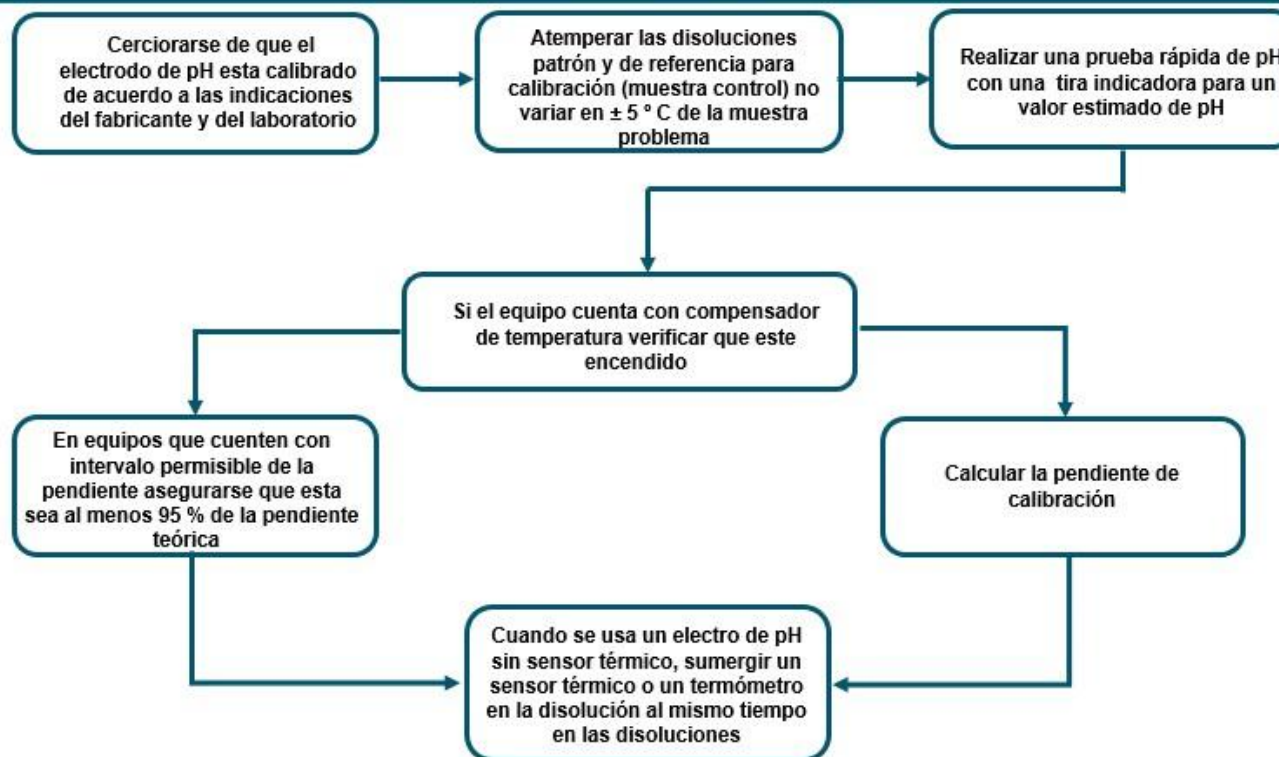 Cerciorarse de que el
electrodo de pH esta calibrado
de acuerdo a las indicaciones
del fabricante y del laboratorio
Atemperar las disoluciones
patrón y de referencia para
calibración (muestra control) no
variar en ± 5 º C de la muestra
problema
Realizar una prueba rápida de pH
con una tira indicadora para un
valor estimado de pH
Si el equipo cuenta con compensador
de temperatura verificar que este
encendido
En equipos que cuenten con
intervalo permisible de la
pendiente asegurarse que esta
sea al menos 95 % de la pendiente
teórica
Calcular la pendiente de
calibración
Cuando se usa un electro de pH
sin sensor térmico, sumergir un
sensor térmico o un termómetro
en la disolución al mismo tiempo
en las disoluciones